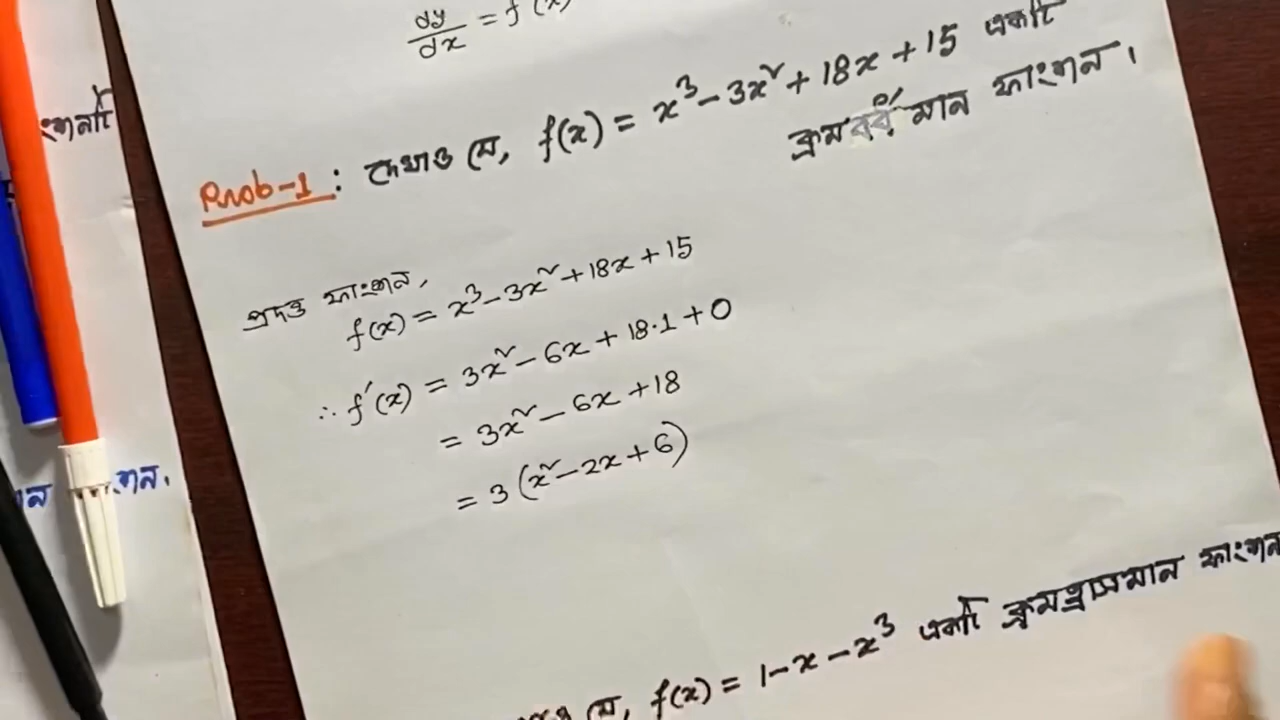 dy/dx = f'(x)
Prob-1: দেখাও যে, f(x) = x³ - 3x² + 18x + 15 একটি
ক্রমবর্ধমান ফাংশন।
প্রদত্ত ফাংশন,
f(x) = x³ - 3x² + 18x + 15
∴ f'(x) = 3x² - 6x + 18·1 + 0
= 3x² - 6x + 18
= 3(x² - 2x + 6)
যে, f(x) = 1 - x - x³ একটি ক্রমহ্রাসমান ফাংশন